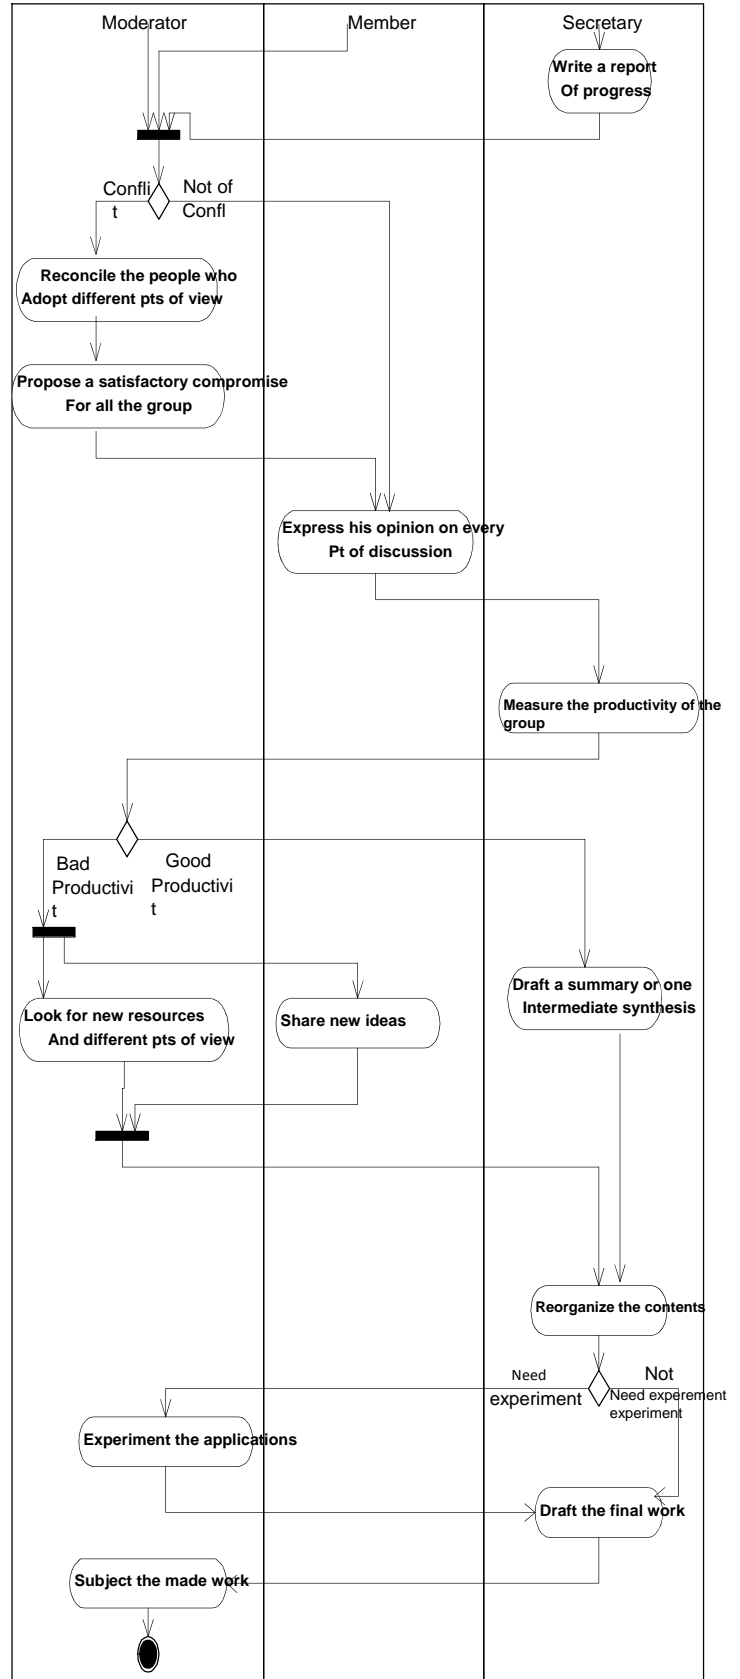 Moderator
Member
Secretary
Write a report
Of progress
Confli
t
Not of
Confl
Reconcile the people who
Adopt different pts of view
Propose a satisfactory compromise
For all the group
Express his opinion on every
Pt of discussion
Measure the productivity of the
group
Bad
Productivi
t
Good
Productivi
t
Look for new resources
And different pts of view
Share new ideas
Draft a summary or one
Intermediate synthesis
Reorganize the contents
Need
experiment
Not
Need experement
experiment
Experiment the applications
Draft the final work
Subject the made work